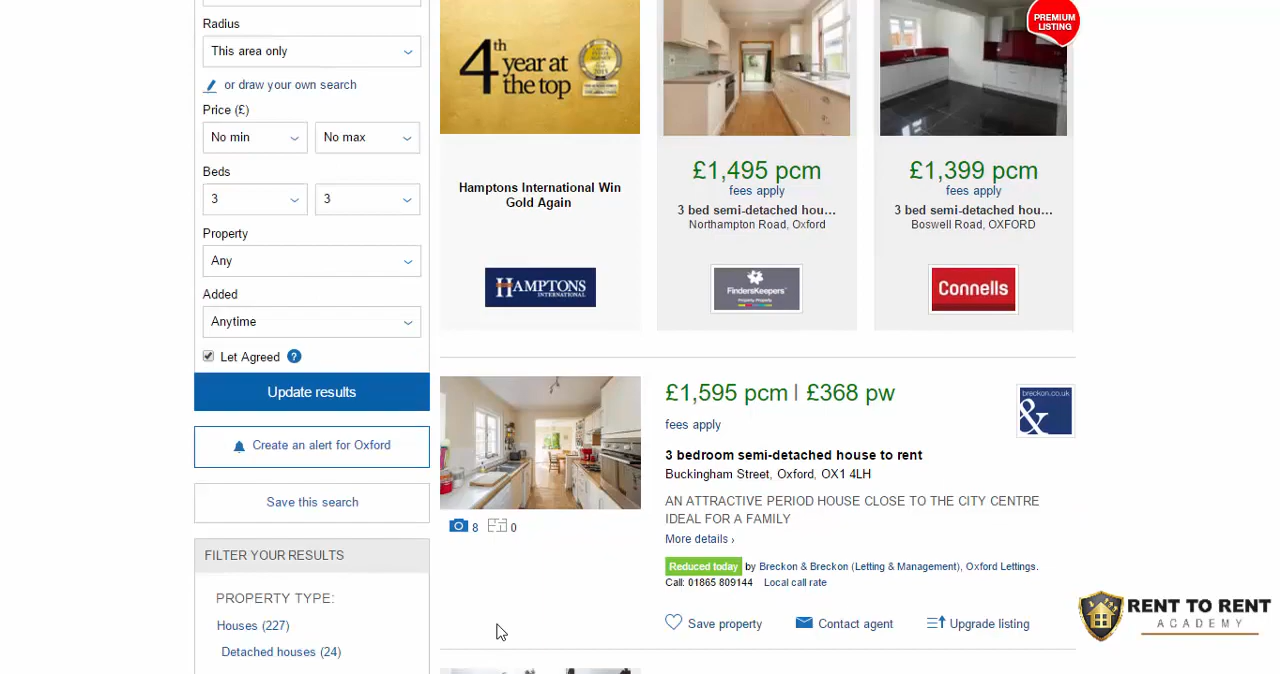 Radius
This area only
or draw your own search
Price (£)
No min
No max
Beds
3
3
Property
Any
Added
Anytime
Let Agreed ?
Update results
Create an alert for Oxford
Save this search
FILTER YOUR RESULTS
PROPERTY TYPE:
Houses (227)
Detached houses (24)
4th
year at
the top
Hamptons International Win
Gold Again
HAMPTONS
INTERNATIONAL
£1,495 pcm
fees apply
3 bed semi-detached hou...
Northampton Road, Oxford
FindersKeepers
PREMIUM
LISTING
£1,399 pcm
fees apply
3 bed semi-detached hou...
Boswell Road, OXFORD
Connells
8
0
£1,595 pcm | £368 pw
fees apply
breckon.co.uk
&
3 bedroom semi-detached house to rent
Buckingham Street, Oxford, OX1 4LH
AN ATTRACTIVE PERIOD HOUSE CLOSE TO THE CITY CENTRE
IDEAL FOR A FAMILY
More details ›
Reduced today by Breckon & Breckon (Letting & Management), Oxford Lettings.
Call: 01865 809144 Local call rate
Save property
Contact agent
Upgrade listing
RENT TO RENT
ACADEMY